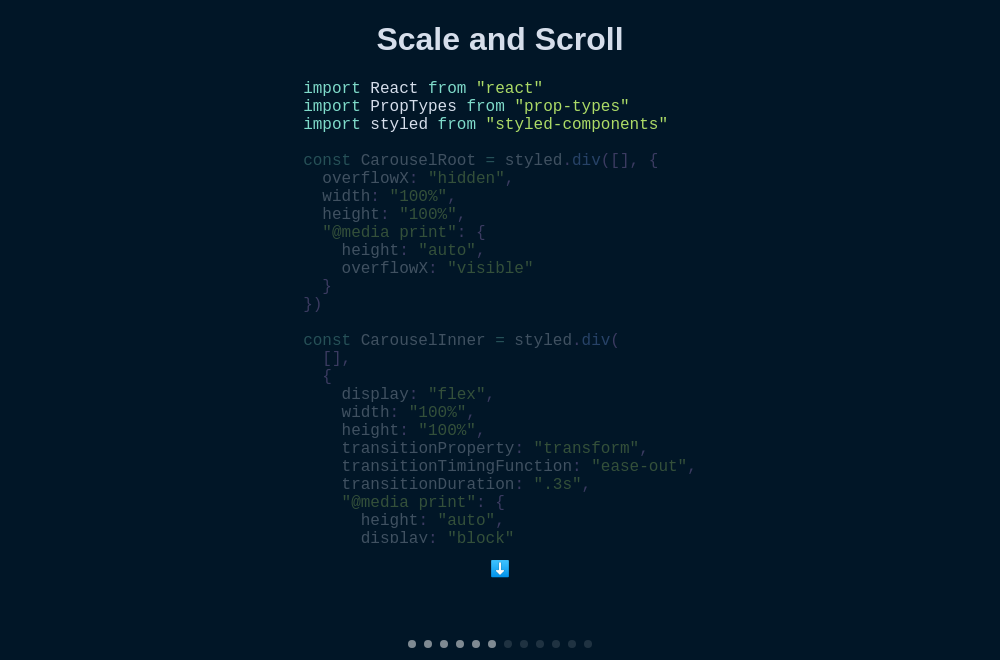 Scale and Scroll
import React from "react"
import PropTypes from "prop-types"
import styled from "styled-components"
const CarouselRoot = styled.div([], {
  overflowX: "hidden",
  width: "100%",
  height: "100%",
  "@media print": {
    height: "auto",
    overflowX: "visible"
  }
})
const CarouselInner = styled.div(
  [],
  {
    display: "flex",
    width: "100%",
    height: "100%",
    transitionProperty: "transform",
    transitionTimingFunction: "ease-out",
    transitionDuration: ".3s",
    "@media print": {
      height: "auto",
      display: "block"